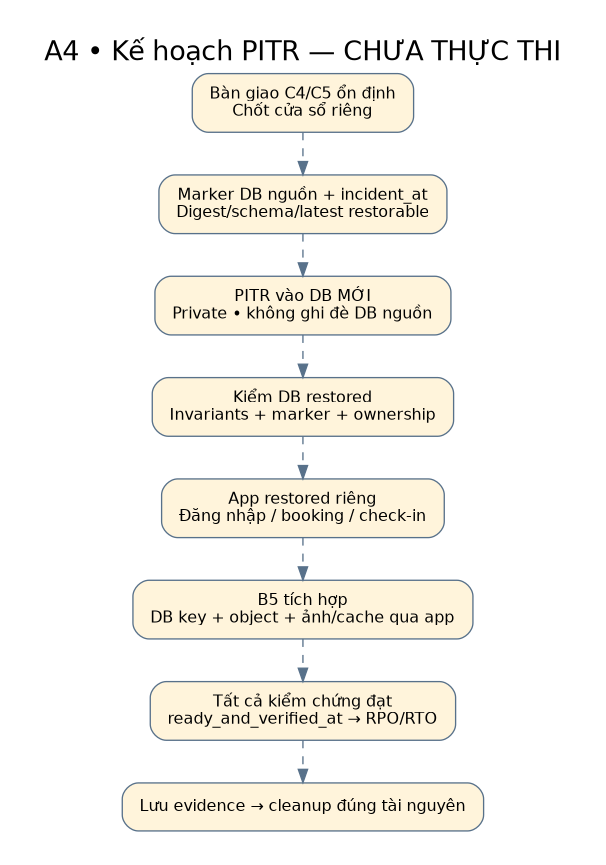 A4 • Kế hoạch PITR — CHƯA THỰC THI
Bàn giao C4/C5 ổn định
Chốt cửa sổ riêng
Marker DB nguồn + incident_at
Digest/schema/latest restorable
PITR vào DB MỚI
Private • không ghi đè DB nguồn
Kiểm DB restored
Invariants + marker + ownership
App restored riêng
Đăng nhập / booking / check-in
B5 tích hợp
DB key + object + ảnh/cache qua app
Tất cả kiểm chứng đạt
ready_and_verified_at → RPO/RTO
Lưu evidence → cleanup đúng tài nguyên